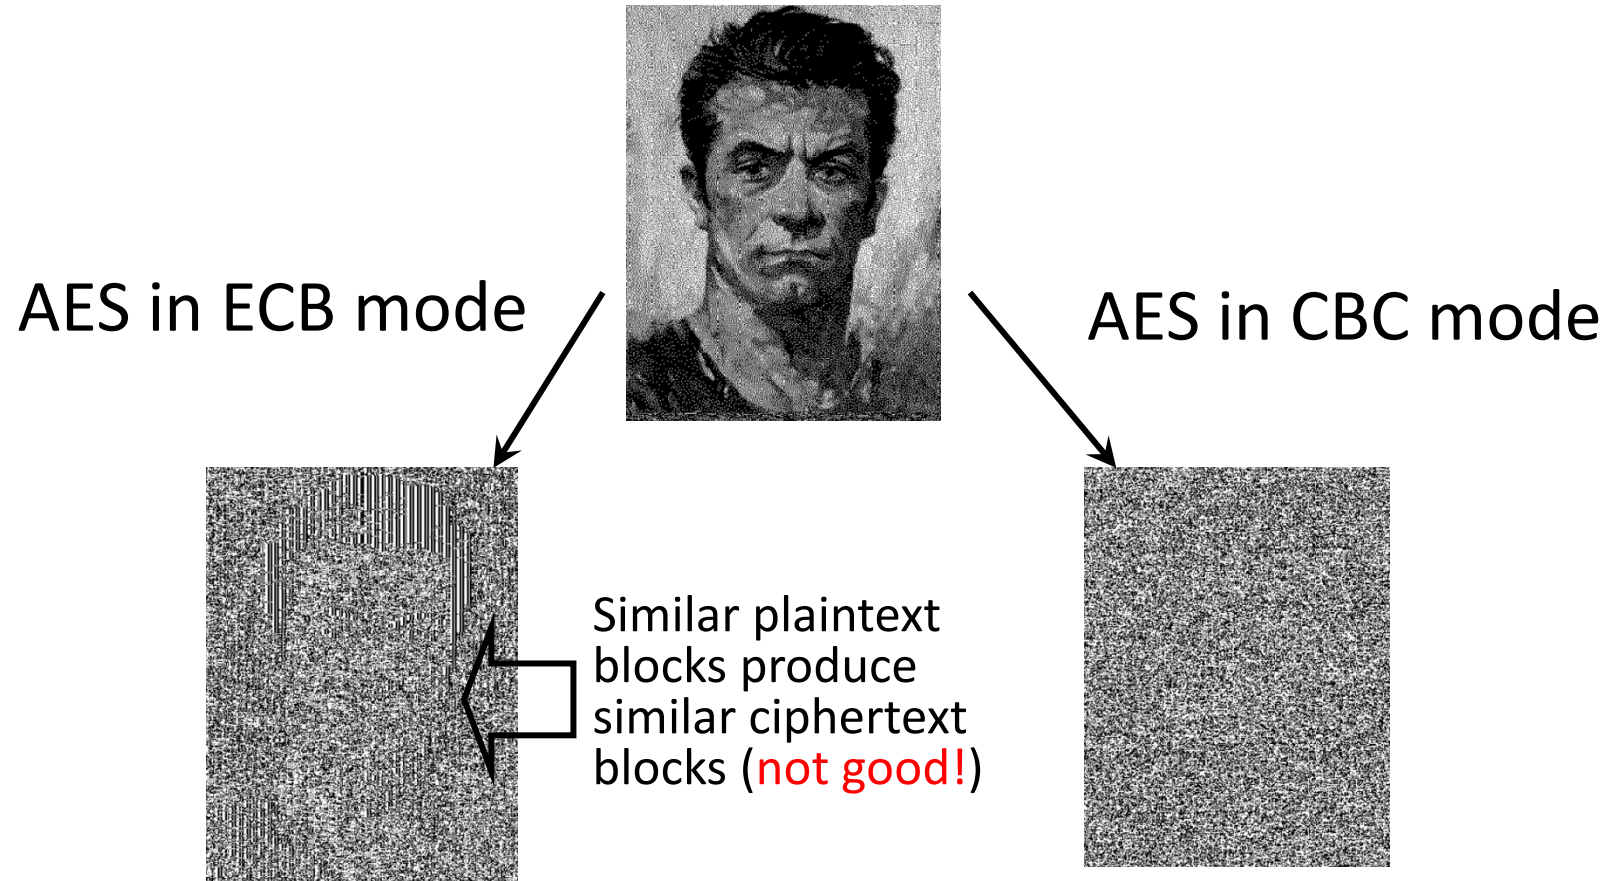 AES in ECB mode
AES in CBC mode
Similar plaintext
blocks produce
similar ciphertext
blocks (not good!)